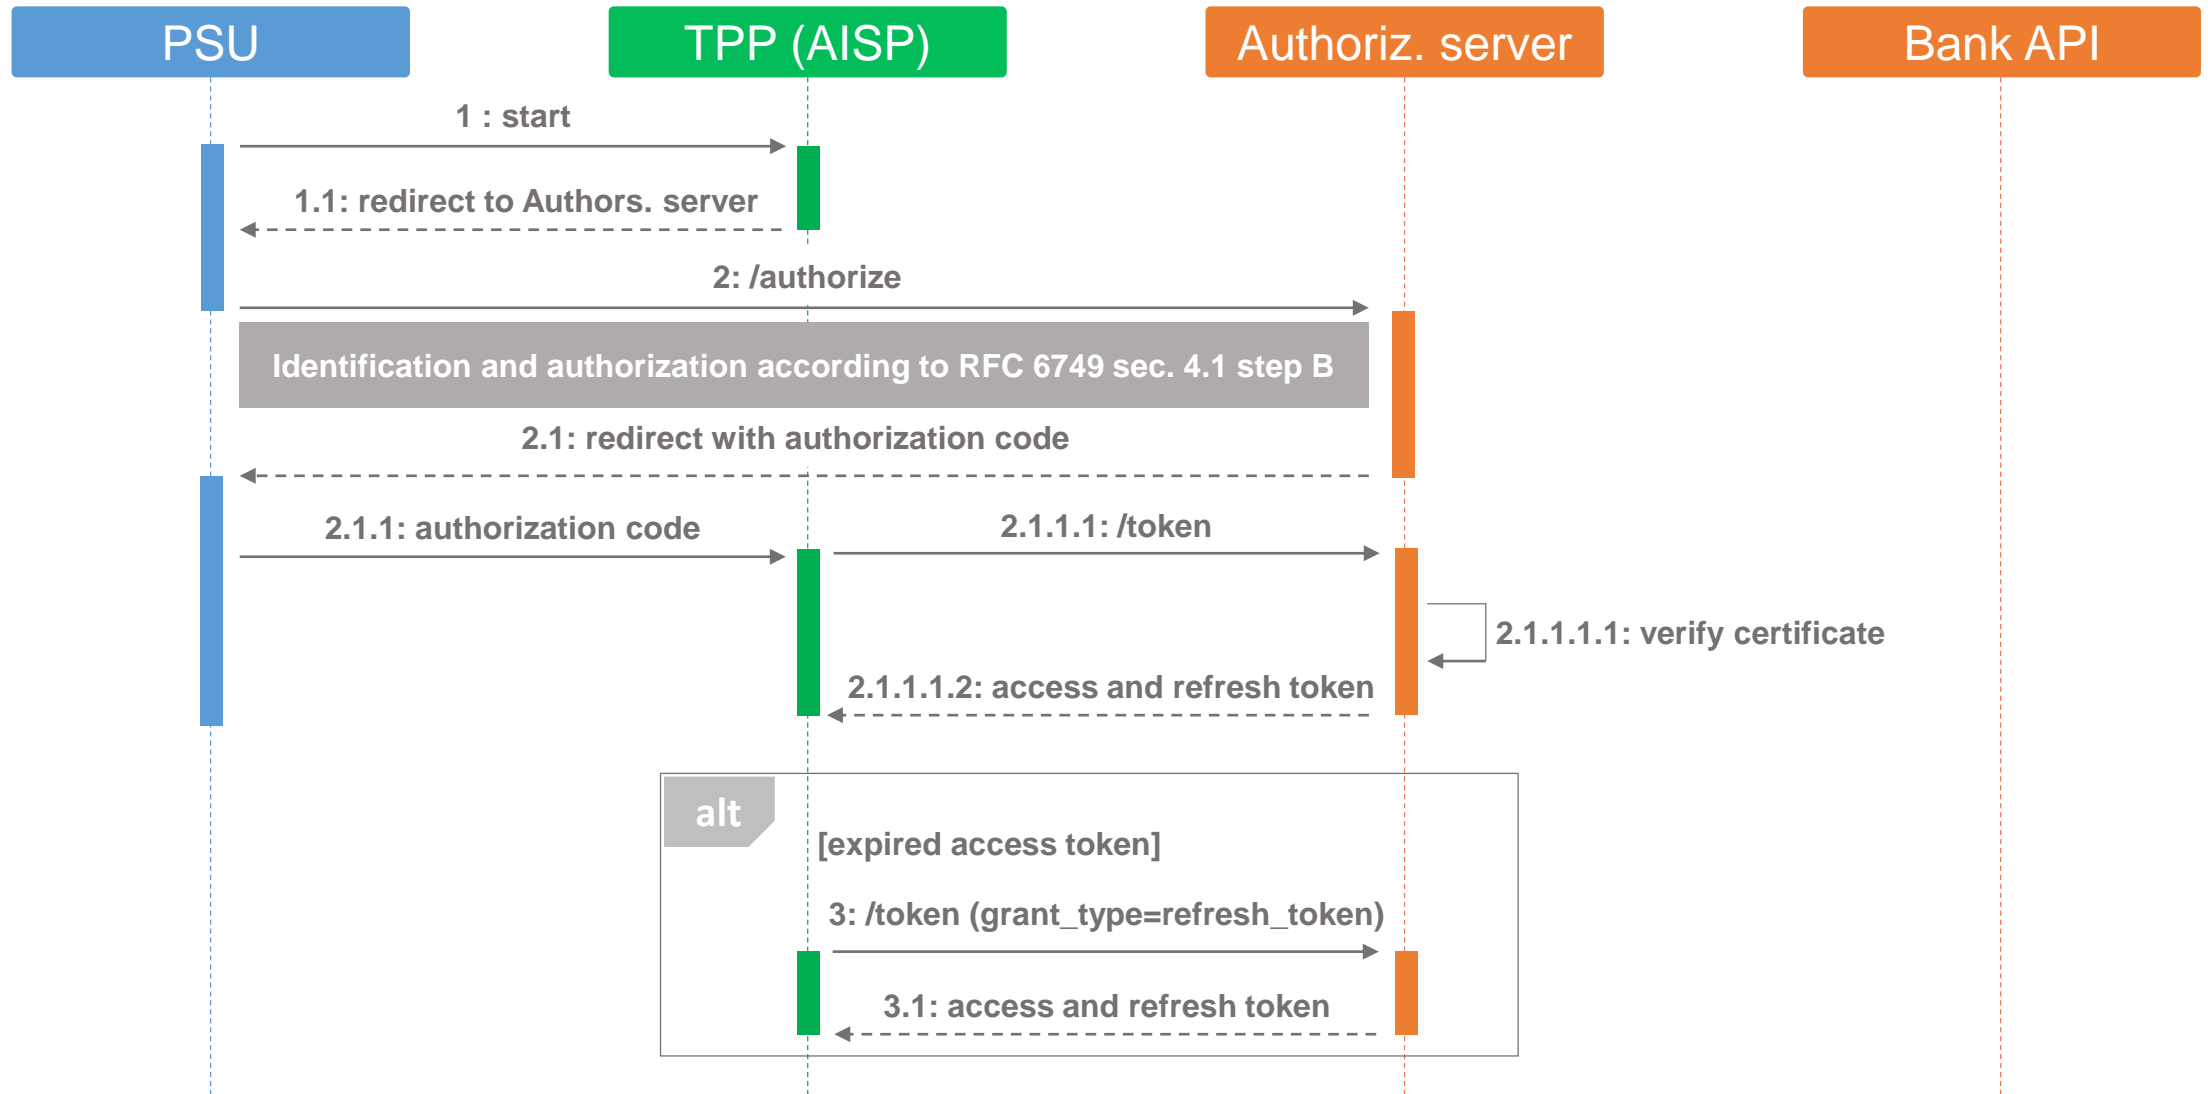 PSU
TPP (AISP)
Authoriz. server
Bank API
1 : start
1.1: redirect to Authors. server
2: /authorize
Identification and authorization according to RFC 6749 sec. 4.1 step B
2.1: redirect with authorization code
2.1.1: authorization code
2.1.1.1: /token
2.1.1.1.1: verify certificate
2.1.1.1.2: access and refresh token
alt
[expired access token]
3: /token (grant_type=refresh_token)
3.1: access and refresh token